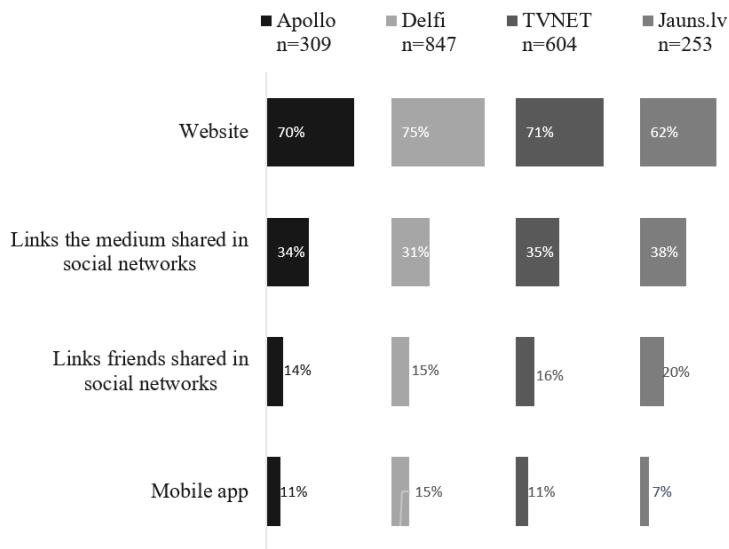 Apollo Delfi TVNET Jauns.lv
n=309 n=847 n=604 n=253
Website 70% 75% 71% 62%
Links the medium shared in
social networks
34% 31% 35% 38%
Links friends shared in
social networks
14% 15% 16% 20%
Mobile app 11% 15% 11% 7%